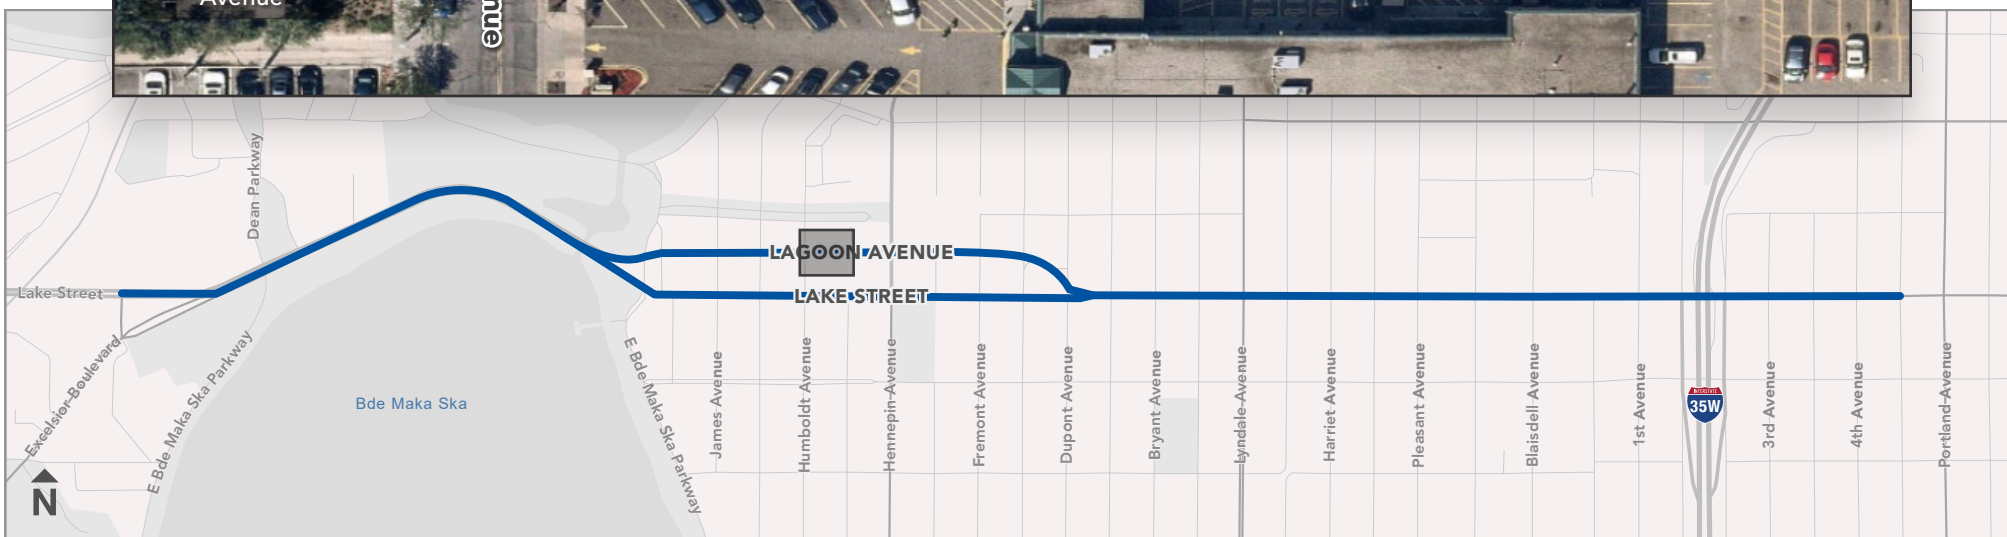 Avenue
nue
Dean Parkway
LAGOON AVENUE
Lake Street
LAKE STREET
Excelsior Boulevard
E Bde Maka Ska Parkway
Bde Maka Ska
E Bde Maka Ska Parkway
James Avenue
Humboldt Avenue
Hennepin Avenue
Fremont Avenue
Dupont Avenue
Bryant Avenue
Lyndale Avenue
Harriet Avenue
Pleasant Avenue
Blaisdell Avenue
1st Avenue
INTERSTATE
35W
3rd Avenue
4th Avenue
Portland Avenue
N